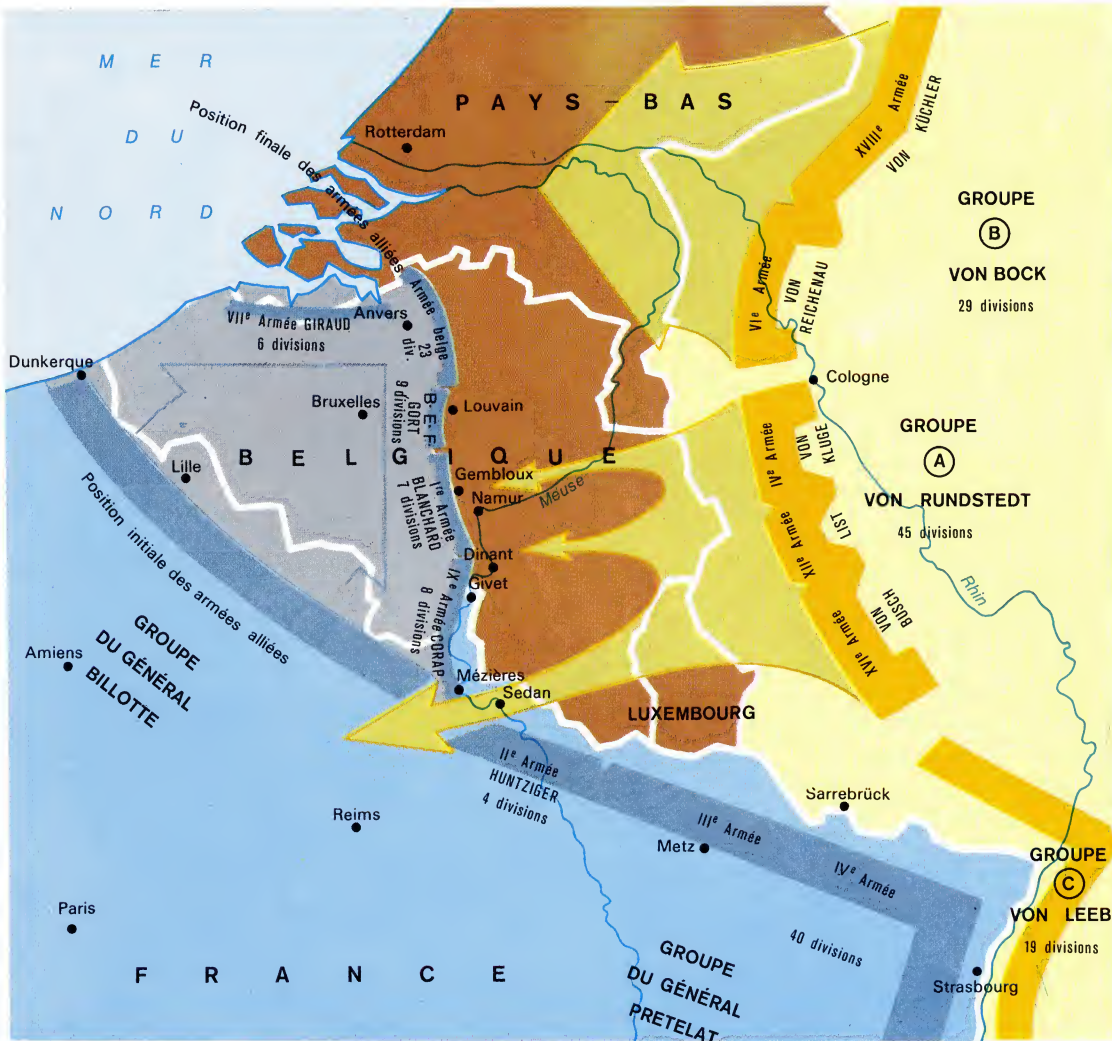 MER
DU
NORD
Position finale des armées alliées
PAYS-BAS
Rotterdam
XVIIIe Armée
VON KÜCHLER
GROUPE
B
VON BOCK
29 divisions
VIe Armée
VON
REICHENAU
VIIe Armée GIRAUD
6 divisions
Anvers
Armée belge
23
div.
Dunkerque
Bruxelles
B.E.F.
GORT
9 divisions
Louvain
Cologne
Lille
BELGIQUE
Gembloux
Namur
Meuse
Ire Armée
BLANCHARD
7 divisions
IVe Armée
VON
KLUGE
GROUPE
A
VON RUNDSTEDT
45 divisions
XIIe Armée
LIST
Dinant
Givet
IXe Armée CORAP
8 divisions
Rhin
XVIe Armée
VON
BUSCH
Position initiale des armées alliées
GROUPE
DU GÉNÉRAL
BILLOTTE
Amiens
Mézières
Sedan
LUXEMBOURG
IIe Armée
HUNTZIGER
4 divisions
Sarrebrück
Reims
IIIe Armée
Metz
IVe Armée
GROUPE
C
VON LEEB
19 divisions
Paris
40 divisions
FRANCE
GROUPE
DU GÉNÉRAL
PRETELAT
Strasbourg